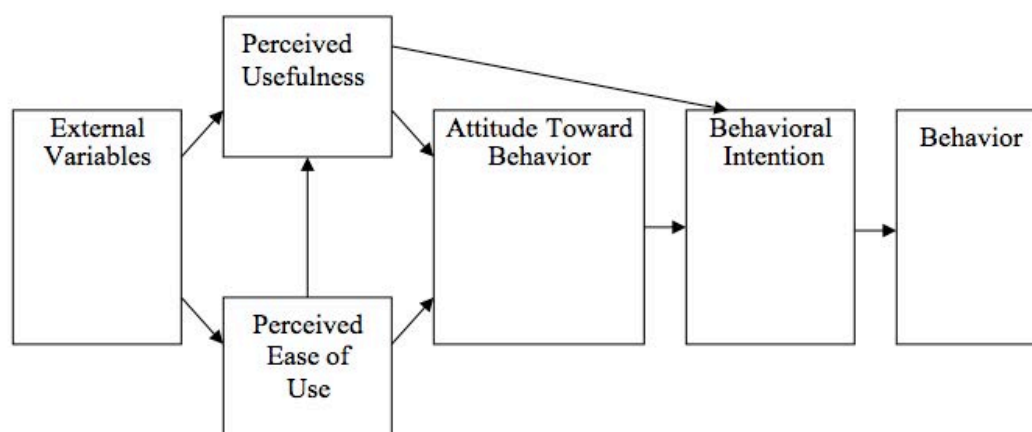 Perceived
Usefulness
External
Variables
Attitude Toward
Behavior
Behavioral
Intention
Behavior
Perceived
Ease of
Use